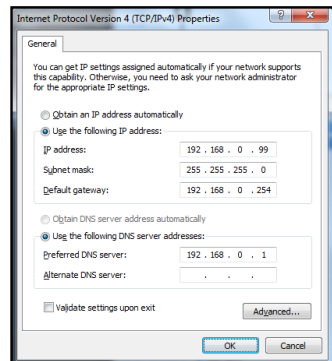 Internet Protocol Version 4 (TCP/IPv4) Properties
General
You can get IP settings assigned automatically if your network supports
this capability. Otherwise, you need to ask your network administrator
for the appropriate IP settings.
Obtain an IP address automatically
Use the following IP address:
IP address: 192 . 168 . 0 . 99
Subnet mask: 255 . 255 . 255 . 0
Default gateway: 192 . 168 . 0 . 254
Obtain DNS server address automatically
Use the following DNS server addresses:
Preferred DNS server: 192 . 168 . 0 . 1
Alternate DNS server: . . .
Validate settings upon exit
Advanced...
OK Cancel